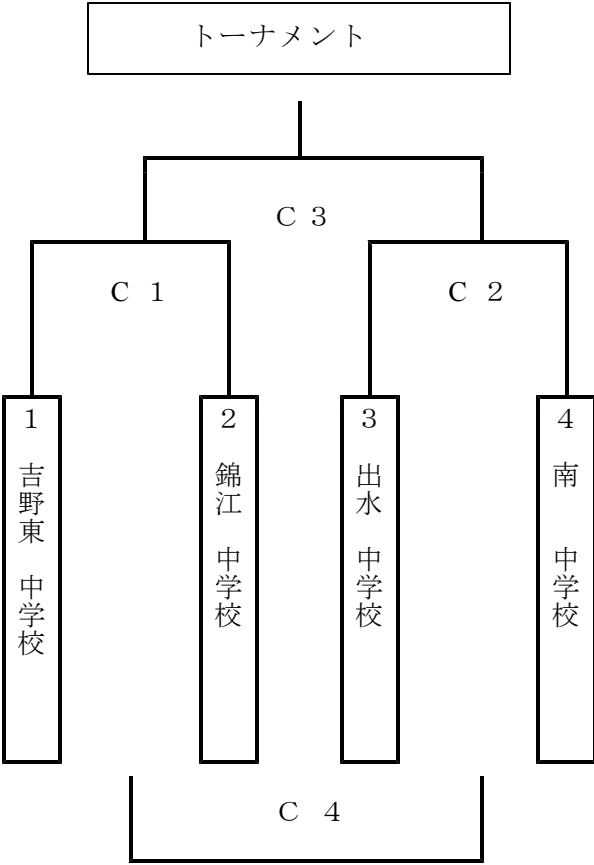 トーナメント
Ｃ ３
Ｃ １
Ｃ ２
１ 吉野東 中学校
２ 錦江 中学校
３ 出水 中学校
４ 南 中学校
Ｃ ４